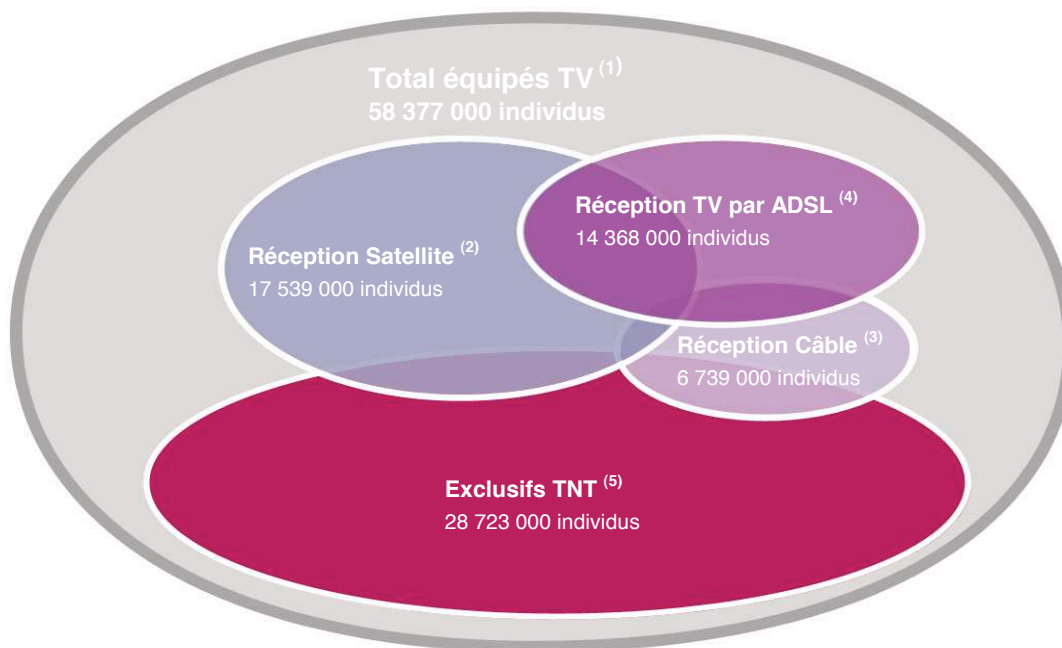 Total équipés TV (1)
58 377 000 individus
Réception TV par ADSL (4)
14 368 000 individus
Réception Satellite (2)
17 539 000 individus
Réception Câble (3)
6 739 000 individus
Exclusifs TNT (5)
28 723 000 individus